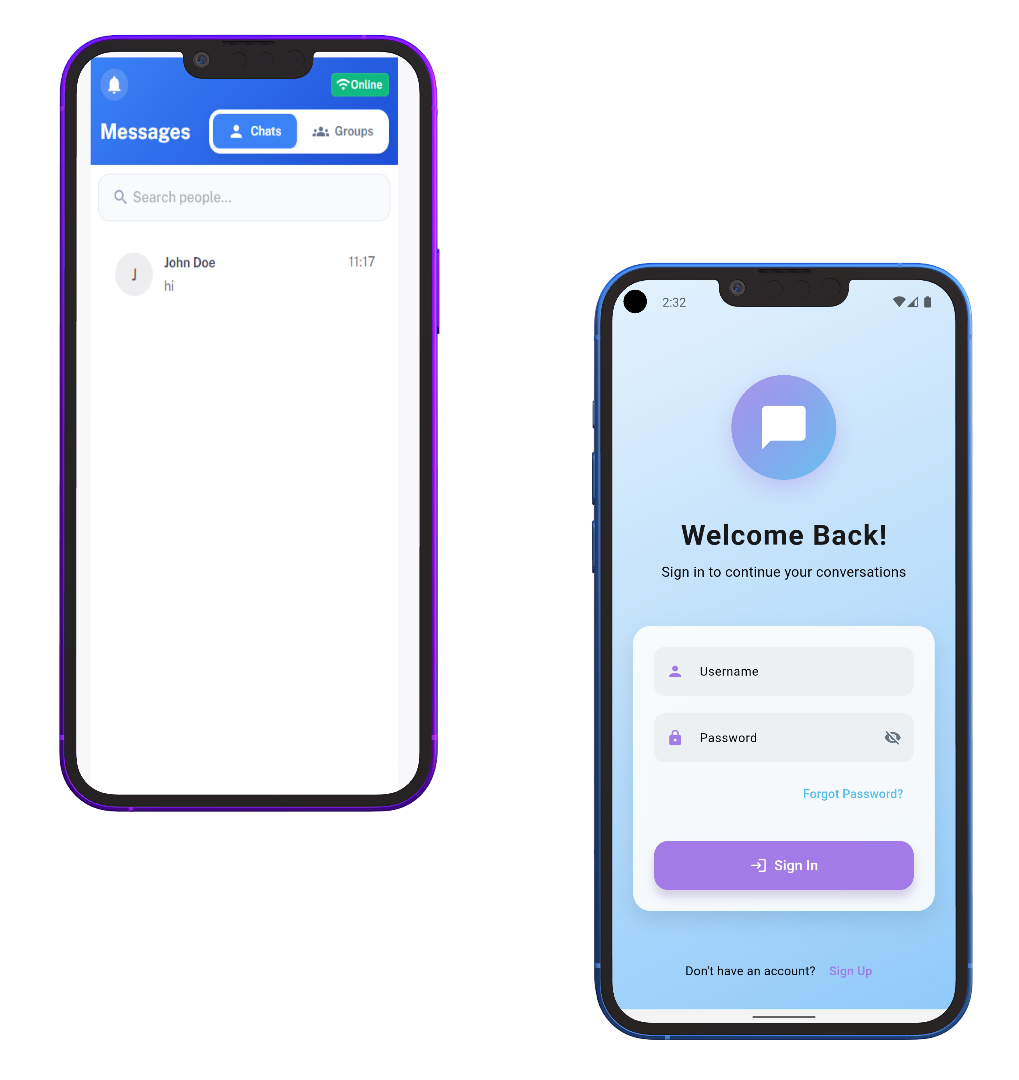 Online
Messages
Chats
Groups
Search people...
J
John Doe
11:17
hi
2:32
Welcome Back!
Sign in to continue your conversations
Username
Password
Forgot Password?
Sign In
Don't have an account? Sign Up